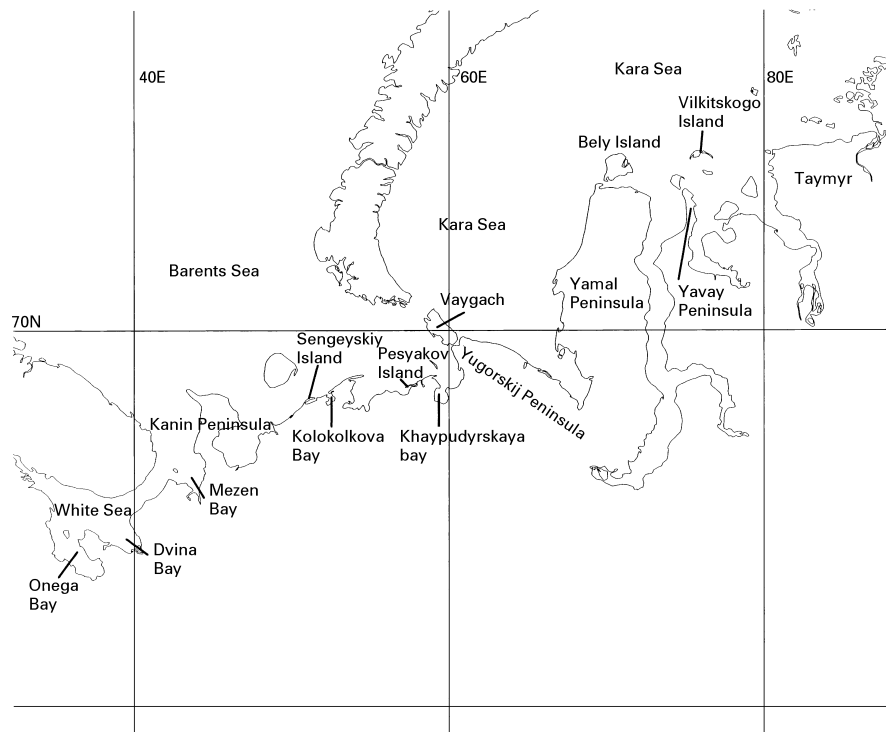 40E
60E
80E
Kara Sea
Vilkitskogo
Island
Bely Island
Taymyr
Kara Sea
Barents Sea
Yamal
Peninsula
Yavay
Peninsula
Vaygach
70N
Sengeyskiy
Island
Pesyakov
Island
Yugorskij Peninsula
Kanin Peninsula
Kolokolkova
Bay
Khaypudyrskaya
bay
Mezen
Bay
White Sea
Dvina
Bay
Onega
Bay